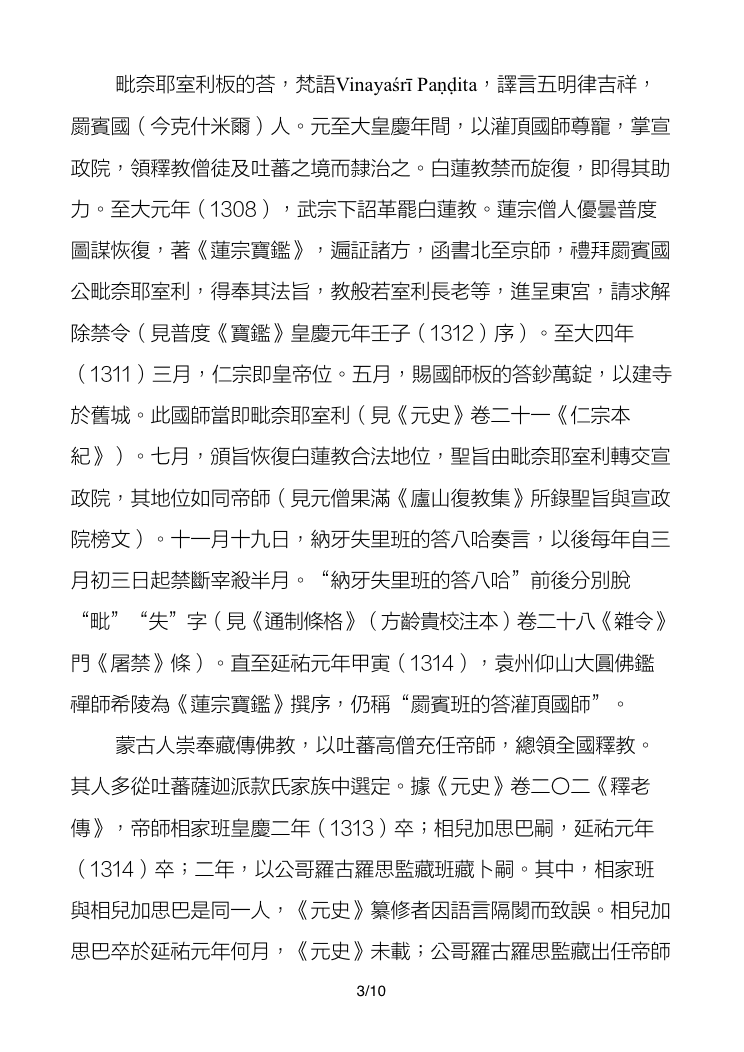 毗奈耶室利板的荅，梵語Vinayaśrī Paṇḍita，譯言五明律吉祥，
罽賓國（今克什米爾）人。元至大皇慶年間，以灌頂國師尊寵，掌宣
政院，領釋教僧徒及吐蕃之境而隸治之。白蓮教禁而旋復，即得其助
力。至大元年（1308），武宗下詔革罷白蓮教。蓮宗僧人優曇普度
圖謀恢復，著《蓮宗寶鑑》，遍証諸方，函書北至京師，禮拜罽賓國
公毗奈耶室利，得奉其法旨，教般若室利長老等，進呈東宮，請求解
除禁令（見普度《寶鑑》皇慶元年壬子（1312）序）。至大四年
（1311）三月，仁宗即皇帝位。五月，賜國師板的答鈔萬錠，以建寺
於舊城。此國師當即毗奈耶室利（見《元史》卷二十一《仁宗本
紀》）。七月，頒旨恢復白蓮教合法地位，聖旨由毗奈耶室利轉交宣
政院，其地位如同帝師（見元僧果滿《廬山復教集》所錄聖旨與宣政
院榜文）。十一月十九日，納牙失里班的答八哈奏言，以後每年自三
月初三日起禁斷宰殺半月。“納牙失里班的答八哈”前後分別脫
“毗”“失”字（見《通制條格》（方齡貴校注本）卷二十八《雜令》
門《屠禁》條）。直至延祐元年甲寅（1314），袁州仰山大圓佛鑑
禪師希陵為《蓮宗寶鑑》撰序，仍稱“罽賓班的答灌頂國師”。
蒙古人崇奉藏傳佛教，以吐蕃高僧充任帝師，總領全國釋教。
其人多從吐蕃薩迦派款氏家族中選定。據《元史》卷二〇二《釋老
傳》，帝師相家班皇慶二年（1313）卒；相兒加思巴嗣，延祐元年
（1314）卒；二年，以公哥羅古羅思監藏班藏卜嗣。其中，相家班
與相兒加思巴是同一人，《元史》纂修者因語言隔閡而致誤。相兒加
思巴卒於延祐元年何月，《元史》未載；公哥羅古羅思監藏出任帝師
3/10